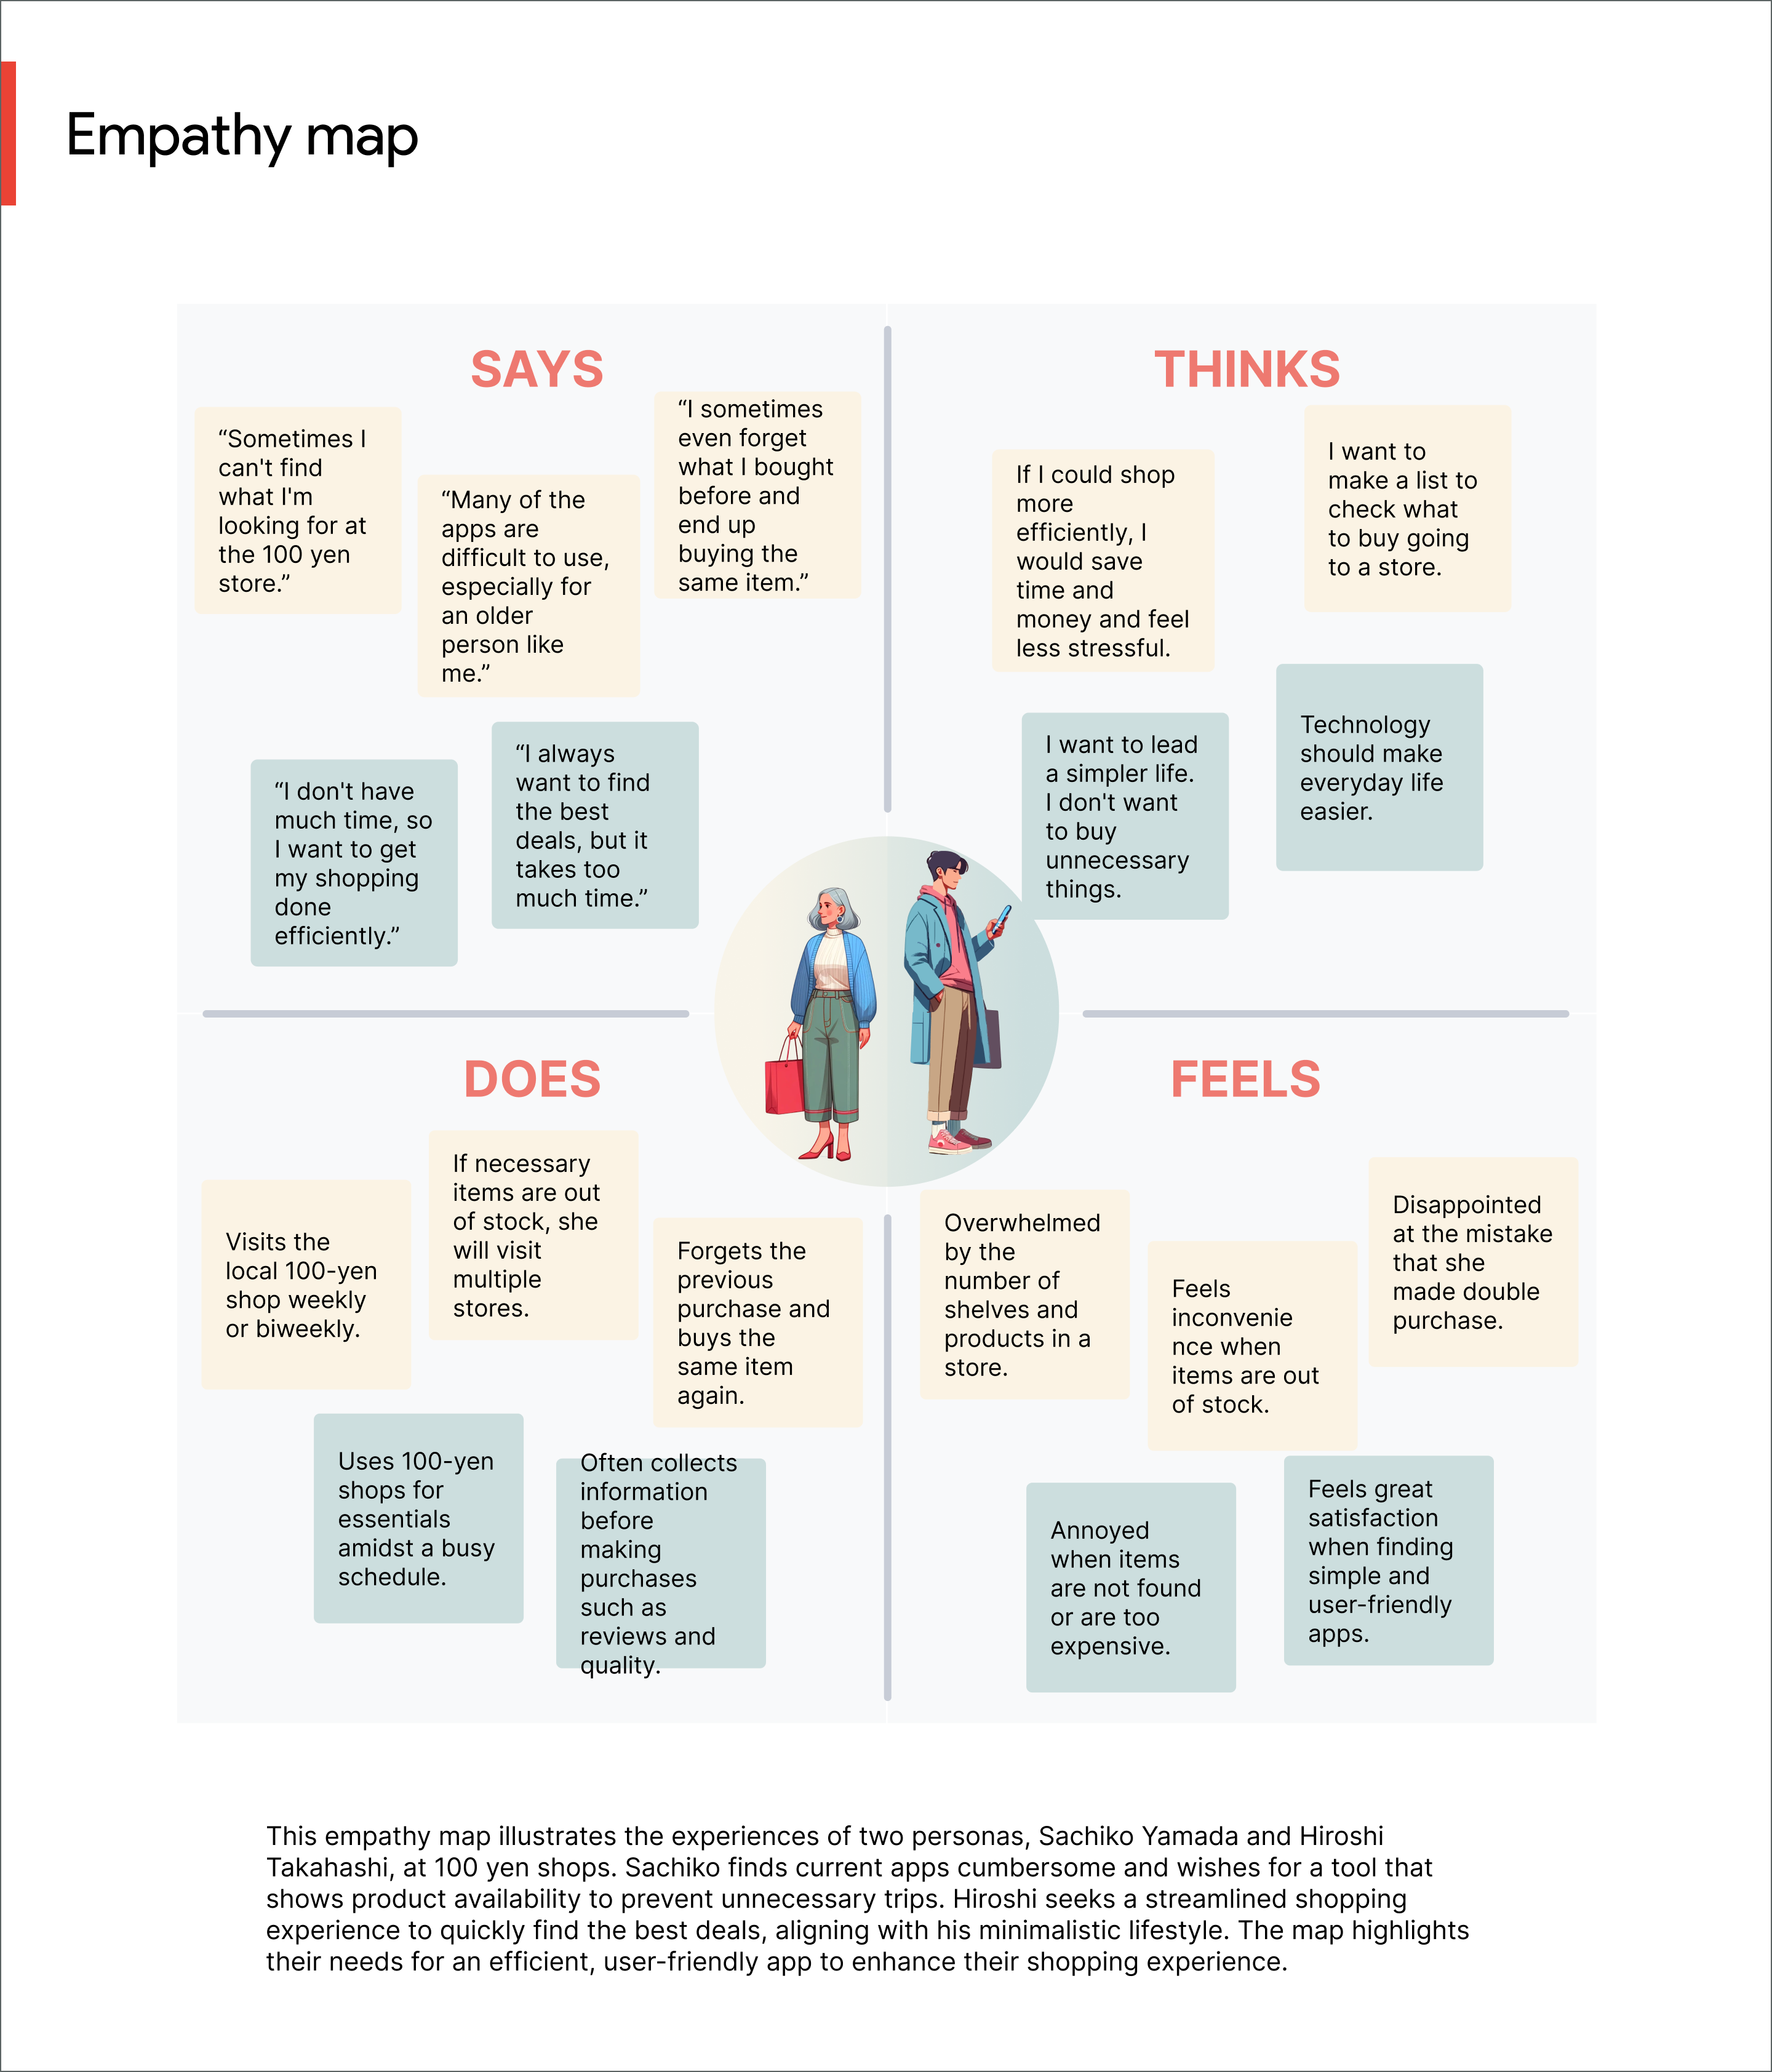 Empathy map
SAYS
“Sometimes I
can't find
what I'm
looking for at
the 100 yen
store.”
“Many of the
apps are
difficult to use,
especially for
an older
person like
me.”
“I sometimes
even forget
what I bought
before and
end up
buying the
same item.”
“I don't have
much time, so
I want to get
my shopping
done
efficiently.”
“I always
want to find
the best
deals, but it
takes too
much time.”
THINKS
If I could shop
more
efficiently, I
would save
time and
money and feel
less stressful.
I want to
make a list to
check what
to buy going
to a store.
I want to lead
a simpler life.
I don't want
to buy
unnecessary
things.
Technology
should make
everyday life
easier.
DOES
Visits the
local 100-yen
shop weekly
or biweekly.
If necessary
items are out
of stock, she
will visit
multiple
stores.
Forgets the
previous
purchase and
buys the
same item
again.
Uses 100-yen
shops for
essentials
amidst a busy
schedule.
Often collects
information
before
making
purchases
such as
reviews and
quality.
FEELS
Overwhelmed
by the
number of
shelves and
products in a
store.
Feels
inconvenie
nce when
items are out
of stock.
Disappointed
at the mistake
that she
made double
purchase.
Annoyed
when items
are not found
or are too
expensive.
Feels great
satisfaction
when finding
simple and
user-friendly
apps.
This empathy map illustrates the experiences of two personas, Sachiko Yamada and Hiroshi
Takahashi, at 100 yen shops. Sachiko finds current apps cumbersome and wishes for a tool that
shows product availability to prevent unnecessary trips. Hiroshi seeks a streamlined shopping
experience to quickly find the best deals, aligning with his minimalistic lifestyle. The map highlights
their needs for an efficient, user-friendly app to enhance their shopping experience.